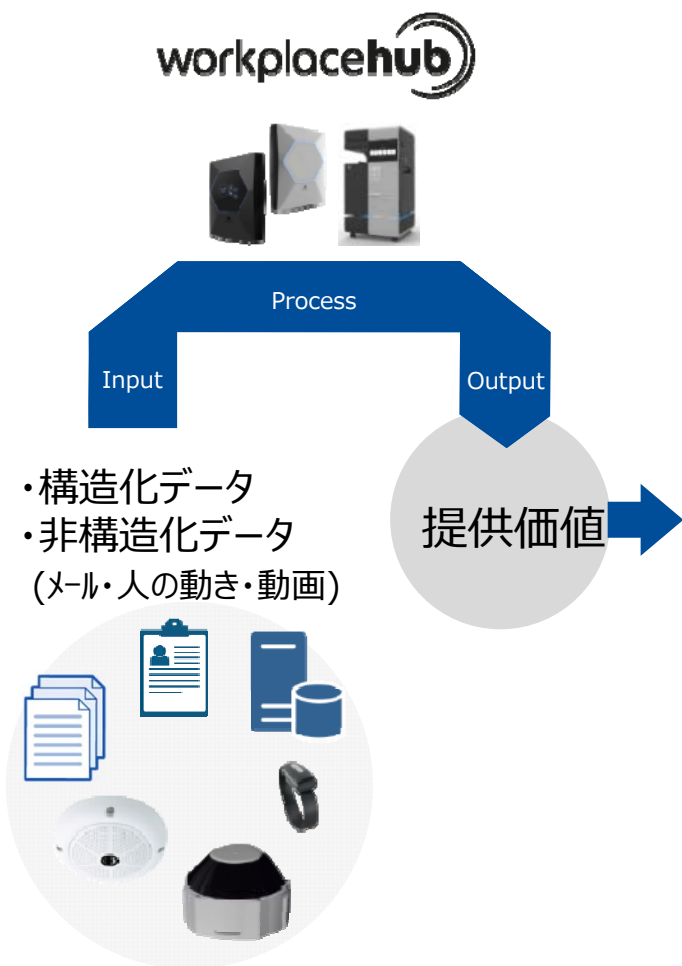 workplacehub
Process
Input
Output
・構造化データ
・非構造化データ
(ﾒｰﾙ・人の動き・動画)
提供価値